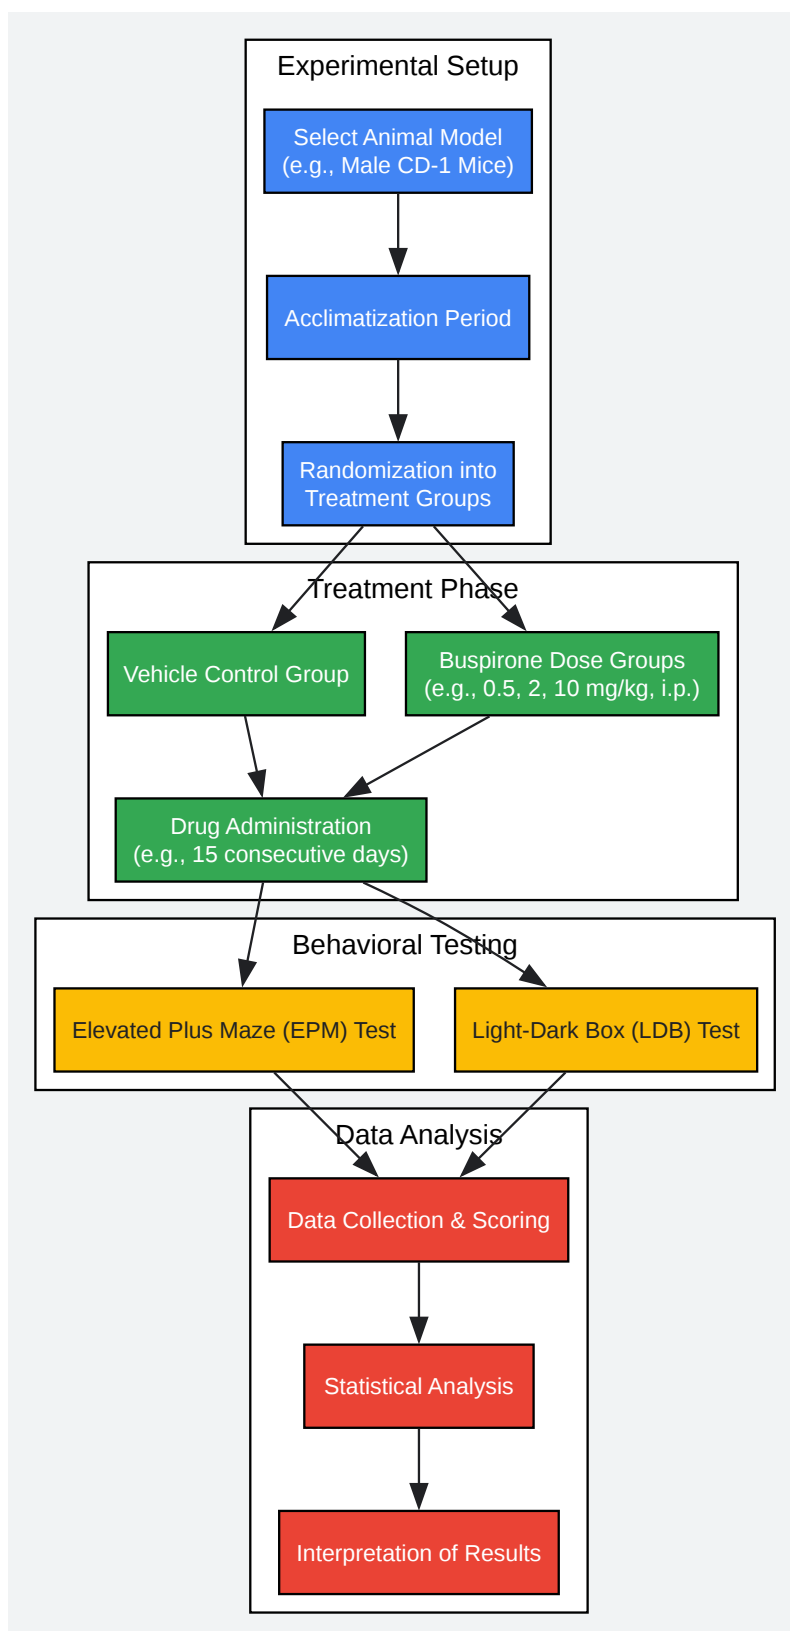 Experimental Setup
Select Animal Model
(e.g., Male CD-1 Mice)
Acclimatization Period
Randomization into
Treatment Groups
Treatment Phase
Vehicle Control Group
Buspirone Dose Groups
(e.g., 0.5, 2, 10 mg/kg, i.p.)
Drug Administration
(e.g., 15 consecutive days)
Behavioral Testing
Elevated Plus Maze (EPM) Test
Light-Dark Box (LDB) Test
Data Analysis
Data Collection & Scoring
Statistical Analysis
Interpretation of Results